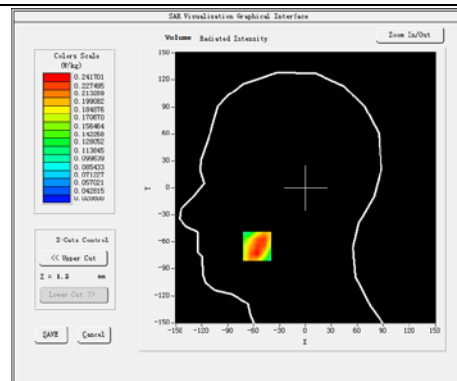 SAR Visualisation Graphical Interface
Colors Scale
(W/kg)
0.241701
0.227495
0.213289
0.199082
0.184876
0.170670
0.156464
0.142258
0.128052
0.113845
0.099639
0.085433
0.071227
0.057021
0.042815
Volume Radiated Intensity
Zoom In/Out
150
120
90
60
30
0
-30
-60
-90
-120
-150
Y
-150 -120 -90 -60 -30 0 30 60 90 120 150
X
Z-Cuts Control
<< Upper Cut
Z = 1.2 mm
Lower Cut >>
SAVE Cancel